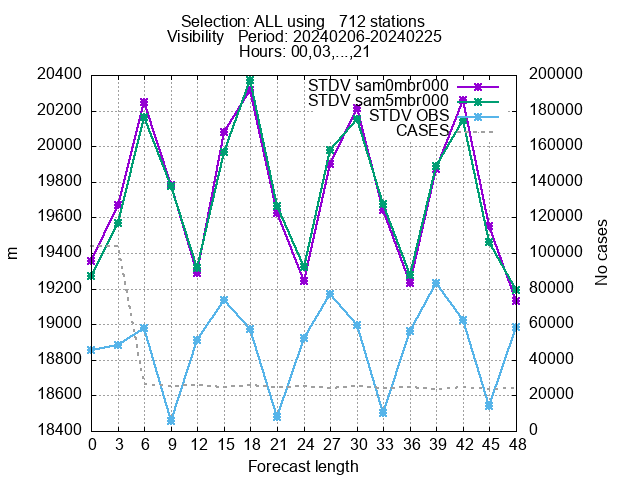 Selection: ALL using   712 stations
Visibility   Period: 20240206-20240225
Hours: 00,03,...,21
STDV sam0mbr000
STDV sam5mbr000
STDV OBS
CASES
20400
20200
20000
19800
19600
19400
19200
19000
18800
18600
18400
m
200000
180000
160000
140000
120000
100000
80000
60000
40000
20000
0
No cases
0 3 6 9 12 15 18 21 24 27 30 33 36 39 42 45 48
Forecast length